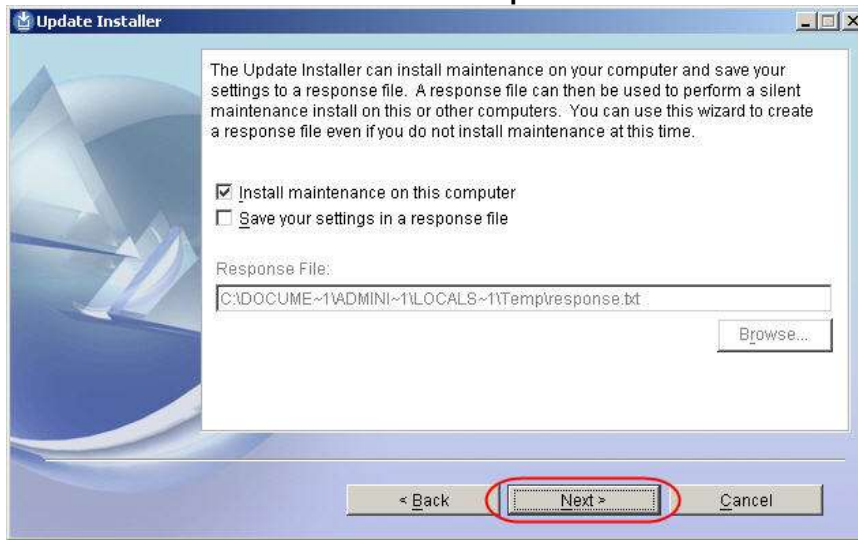 Update Installer
The Update Installer can install maintenance on your computer and save your
settings to a response file. A response file can then be used to perform a silent
maintenance install on this or other computers. You can use this wizard to create
a response file even if you do not install maintenance at this time.
Install maintenance on this computer
Save your settings in a response file
Response File:
C:\DOCUME~1\ADMINI~1\LOCALS~1\Temp\response.txt
Browse...
< Back Next > Cancel